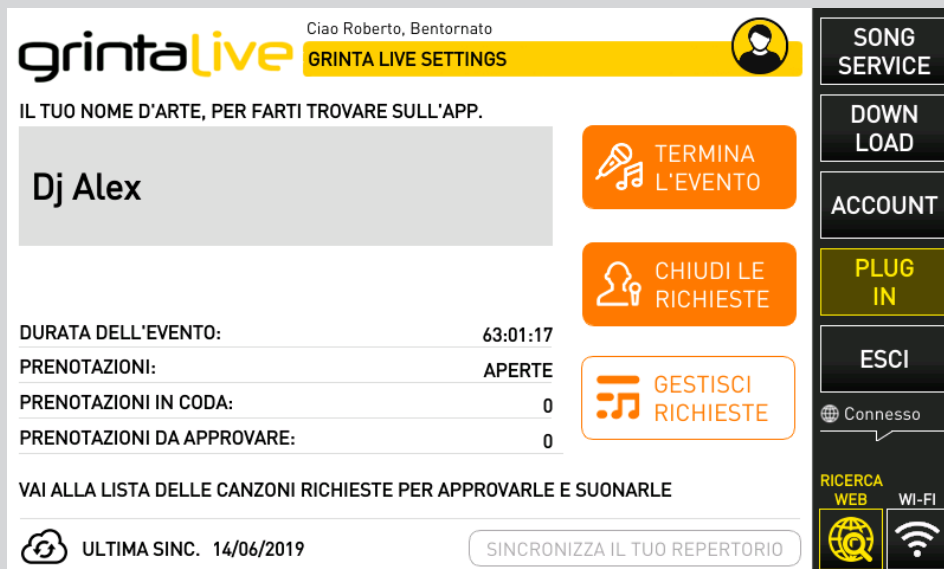 grintalive
Ciao Roberto, Bentornato
GRINTA LIVE SETTINGS
IL TUO NOME D'ARTE, PER FARTI TROVARE SULL'APP.
Dj Alex
TERMINA
L'EVENTO
CHIUDI LE
RICHIESTE
DURATA DELL'EVENTO: 63:01:17
PRENOTAZIONI: APERTE
PRENOTAZIONI IN CODA: 0
PRENOTAZIONI DA APPROVARE: 0
GESTISCI
RICHIESTE
VAI ALLA LISTA DELLE CANZONI RICHIESTE PER APPROVARLE E SUONARLE
ULTIMA SINC. 14/06/2019
SINCRONIZZA IL TUO REPERTORIO
SONG
SERVICE
DOWN
LOAD
ACCOUNT
PLUG
IN
ESCI
Connesso
RICERCA
WEB
WI-FI